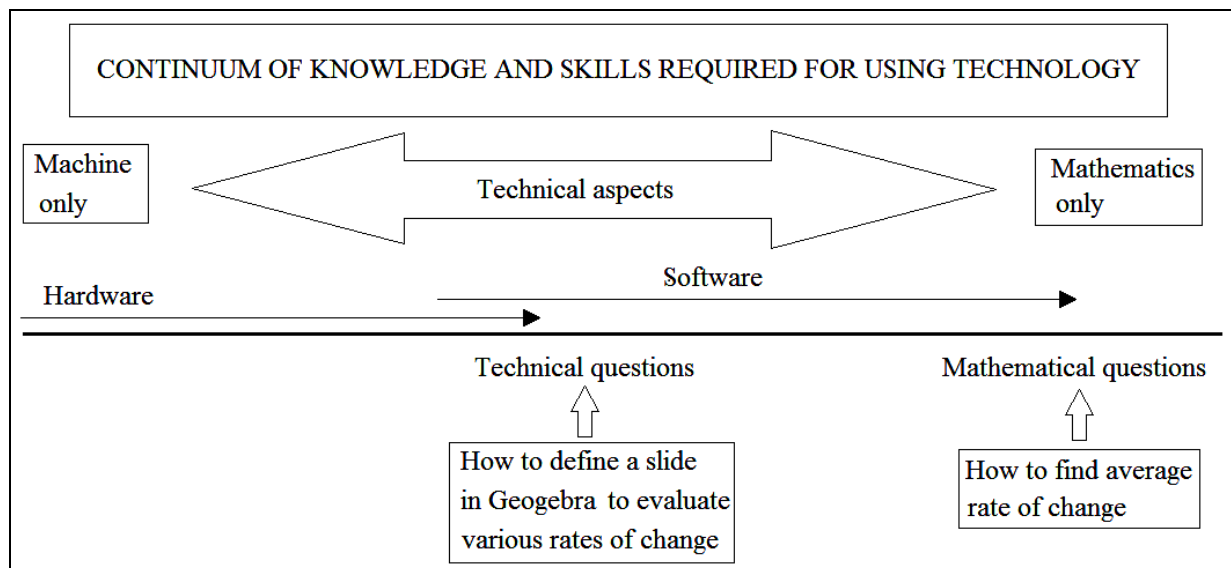 CONTINUUM OF KNOWLEDGE AND SKILLS REQUIRED FOR USING TECHNOLOGY
Machine
only
Technical aspects
Mathematics
only
Hardware
Software
Technical questions
Mathematical questions
How to define a slide
in Geogebra to evaluate
various rates of change
How to find average
rate of change